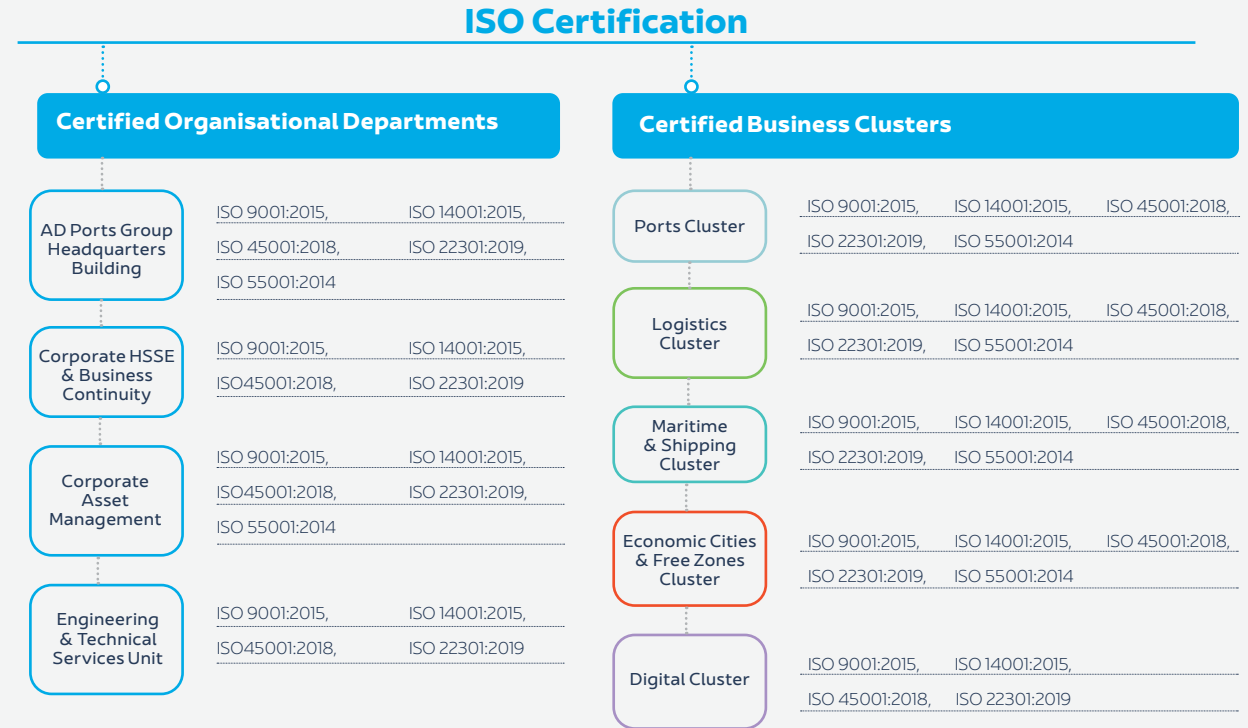 ISO Certification
Certified Organisational Departments
AD Ports Group
Headquarters
Building
ISO 9001:2015, ISO 14001:2015,
ISO 45001:2018, ISO 22301:2019,
ISO 55001:2014
Corporate HSSE
& Business
Continuity
ISO 9001:2015, ISO 14001:2015,
ISO45001:2018, ISO 22301:2019
Corporate
Asset
Management
ISO 9001:2015, ISO 14001:2015,
ISO45001:2018, ISO 22301:2019,
ISO 55001:2014
Engineering
& Technical
Services Unit
ISO 9001:2015, ISO 14001:2015,
ISO45001:2018, ISO 22301:2019
Certified Business Clusters
Ports Cluster
ISO 9001:2015, ISO 14001:2015, ISO 45001:2018,
ISO 22301:2019, ISO 55001:2014
Logistics
Cluster
ISO 9001:2015, ISO 14001:2015, ISO 45001:2018,
ISO 22301:2019, ISO 55001:2014
Maritime
& Shipping
Cluster
ISO 9001:2015, ISO 14001:2015, ISO 45001:2018,
ISO 22301:2019, ISO 55001:2014
Economic Cities
& Free Zones
Cluster
ISO 9001:2015, ISO 14001:2015, ISO 45001:2018,
ISO 22301:2019, ISO 55001:2014
Digital Cluster
ISO 9001:2015, ISO 14001:2015,
ISO 45001:2018, ISO 22301:2019